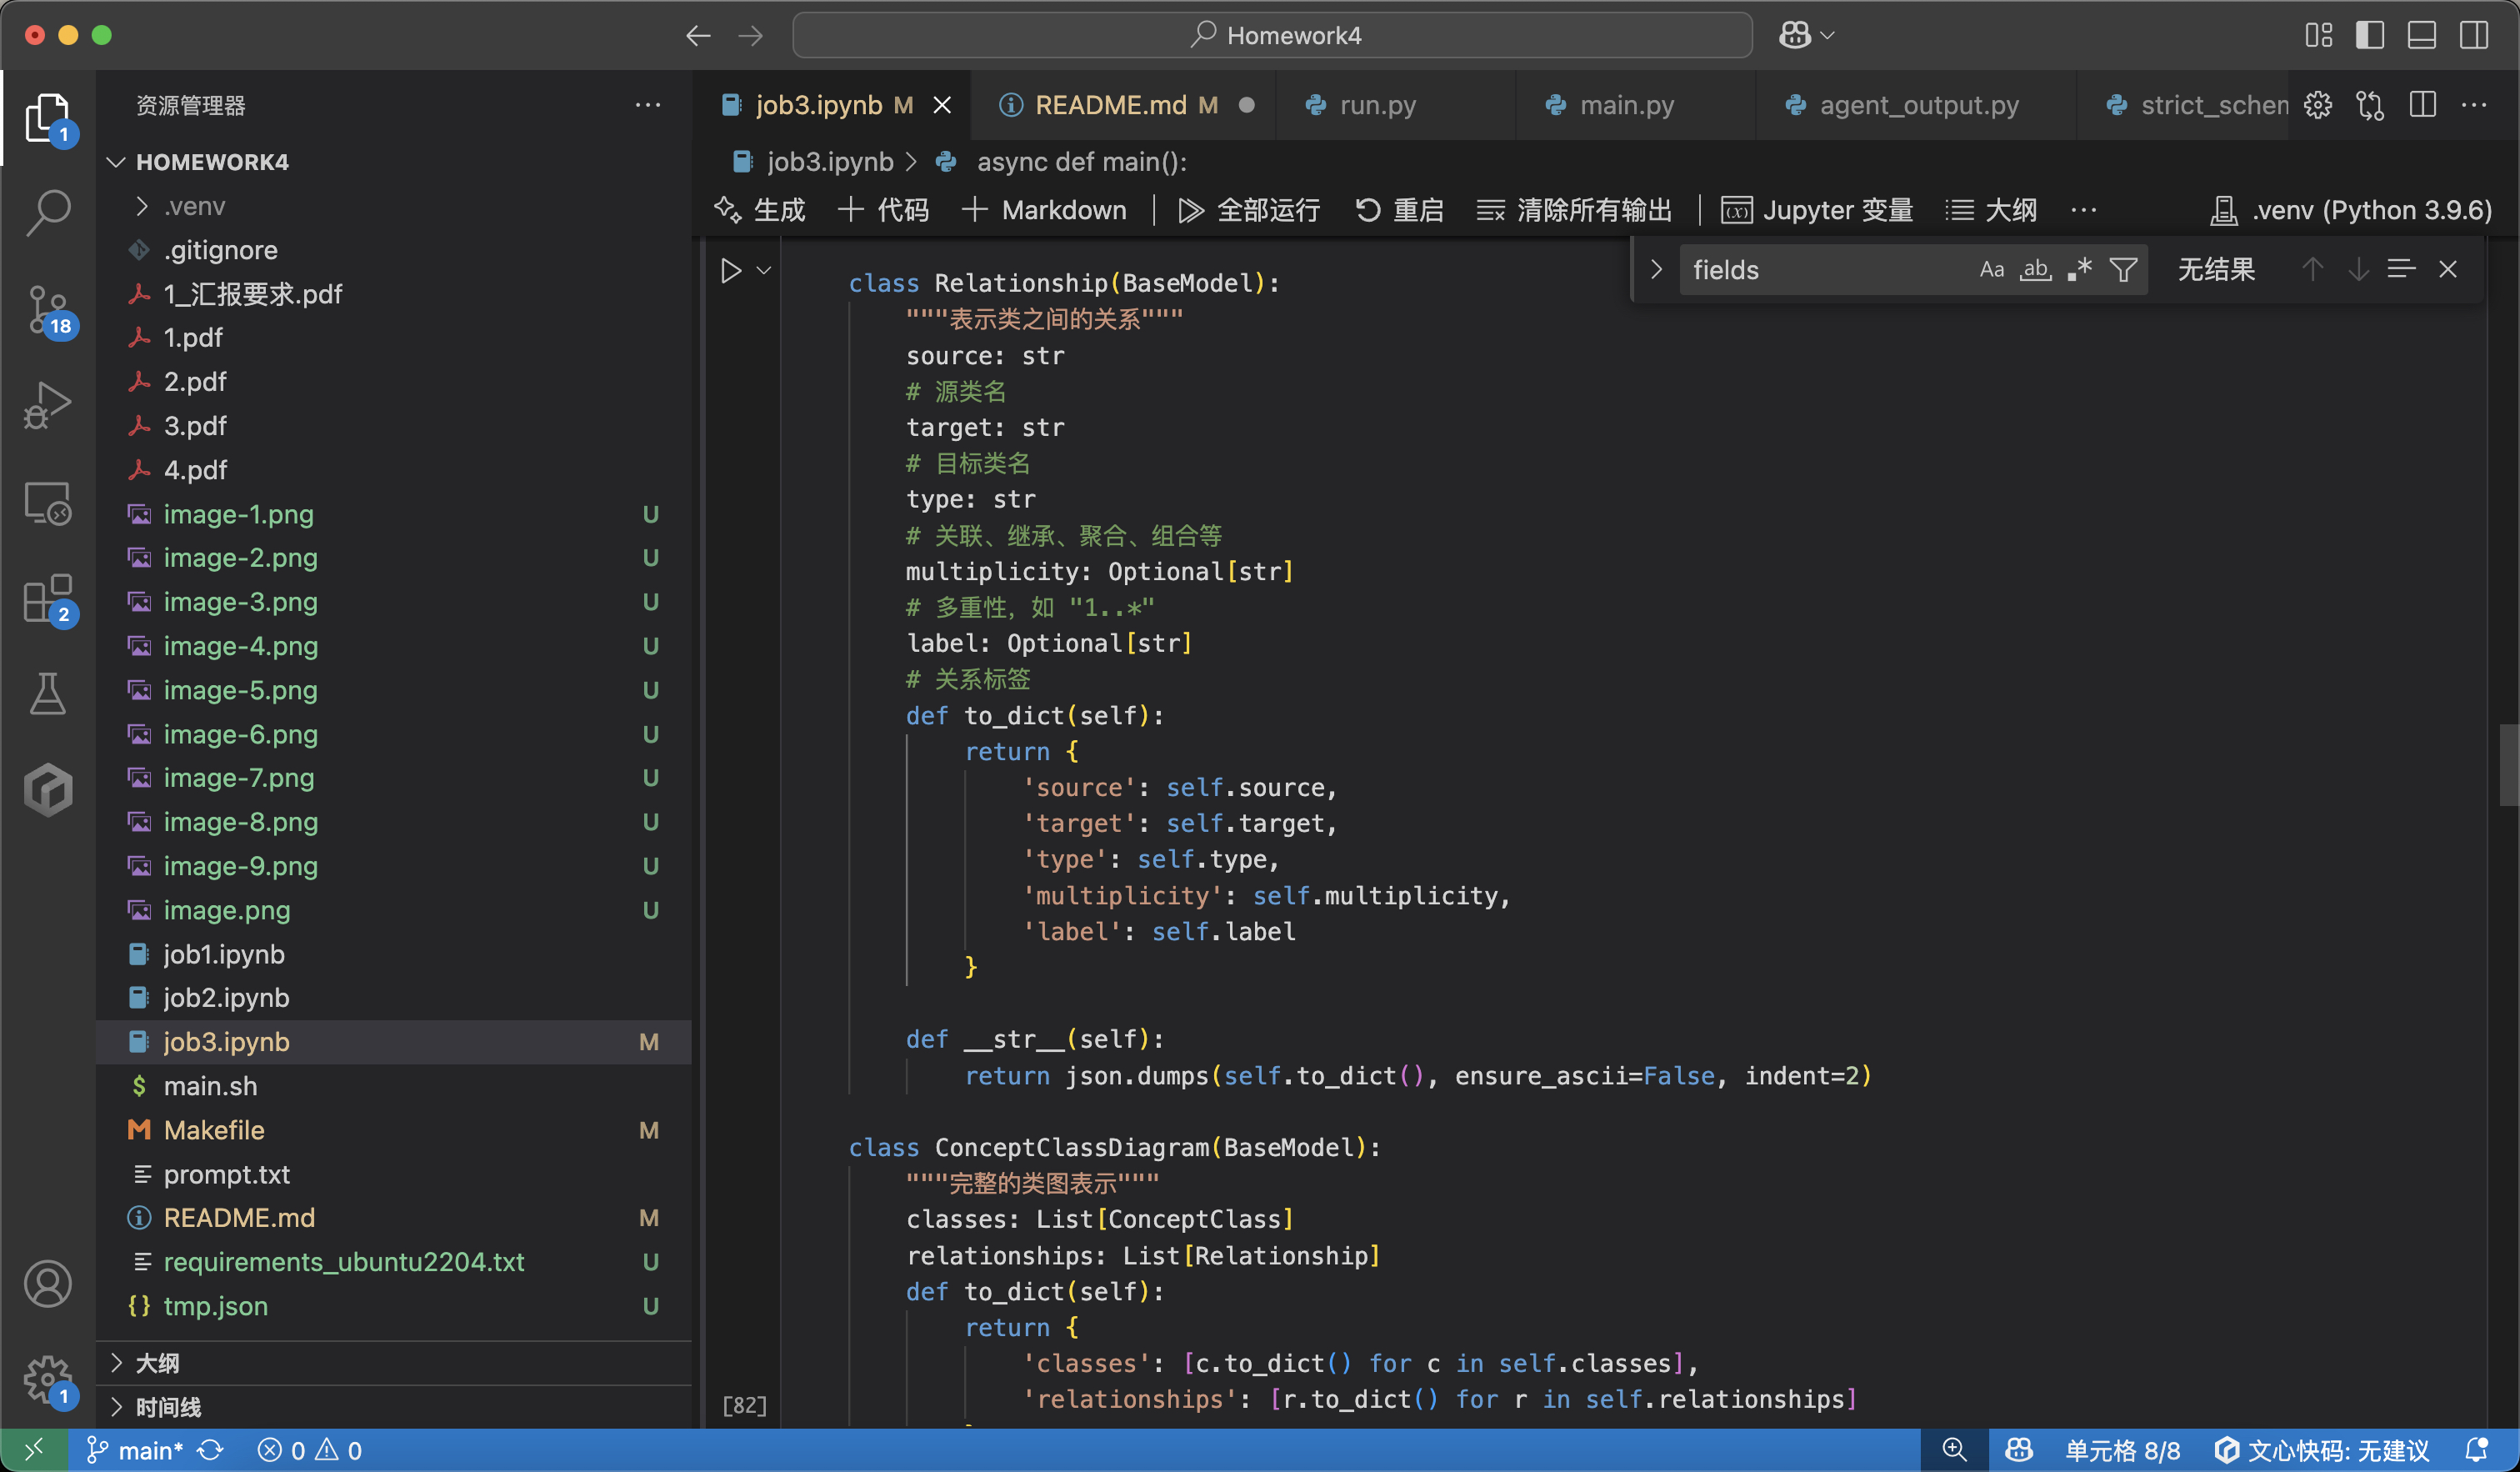 Homework4
资源管理器
HOMEWORK4
.venv
.gitignore
1_汇报要求.pdf
1.pdf
2.pdf
3.pdf
4.pdf
image-1.png U
image-2.png U
image-3.png U
image-4.png U
image-5.png U
image-6.png U
image-7.png U
image-8.png U
image-9.png U
image.png U
job1.ipynb
job2.ipynb
job3.ipynb M
main.sh
Makefile M
prompt.txt
README.md M
requirements_ubuntu2204.txt U
tmp.json U
大纲
时间线
1
18
2
1
job3.ipynb M README.md M run.py main.py agent_output.py strict_schem
job3.ipynb > async def main():
生成 代码 Markdown 全部运行 重启 清除所有输出 Jupyter 变量 大纲 ... .venv (Python 3.9.6)
fields Aa ab .* 无结果
class Relationship(BaseModel):
"""表示类之间的关系"""
source: str
# 源类名
target: str
# 目标类名
type: str
# 关联、继承、聚合、组合等
multiplicity: Optional[str]
# 多重性，如 "1..*"
label: Optional[str]
# 关系标签
def to_dict(self):
return {
'source': self.source,
'target': self.target,
'type': self.type,
'multiplicity': self.multiplicity,
'label': self.label
}
def __str__(self):
return json.dumps(self.to_dict(), ensure_ascii=False, indent=2)
class ConceptClassDiagram(BaseModel):
"""完整的类图表示"""
classes: List[ConceptClass]
relationships: List[Relationship]
def to_dict(self):
return {
'classes': [c.to_dict() for c in self.classes],
'relationships': [r.to_dict() for r in self.relationships]
[82]
main* 0 0 单元格 8/8 文心快码: 无建议